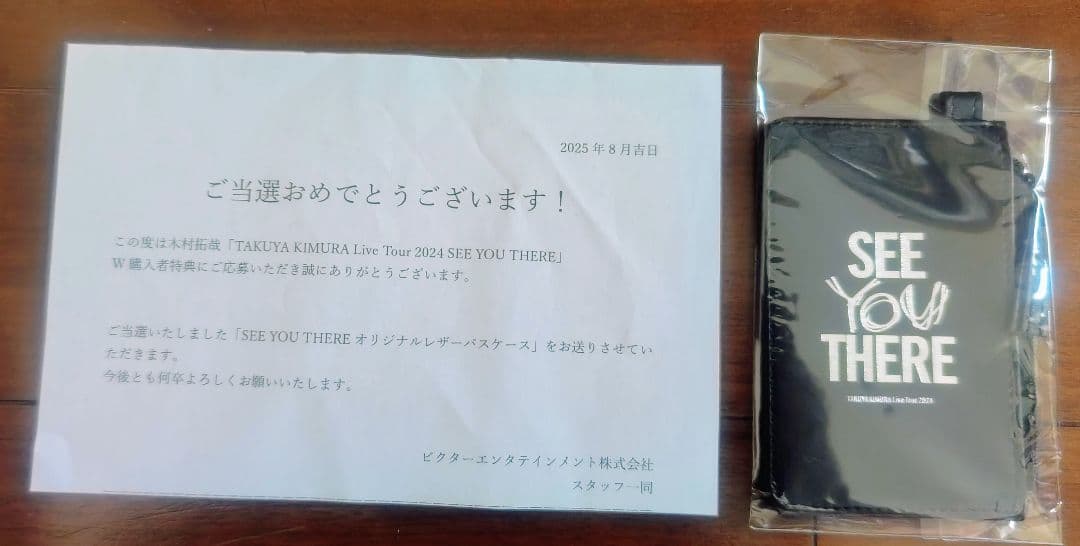 2025 年 8 月吉日
ご当選おめでとうございます！
この度は木村拓哉「TAKUYA KIMURA Live Tour 2024 SEE YOU THERE」
W 購入者特典にご応募いただき誠にありがとうございます。
ご当選いたしました「SEE YOU THERE オリジナルレザーパスケース」をお送りさせてい
ただきます。
今後とも何卒よろしくお願いいたします。
ビクターエンタテインメント株式会社
スタッフ一同
SEE
YOU
THERE
TAKUYA KIMURA Live Tour 2024